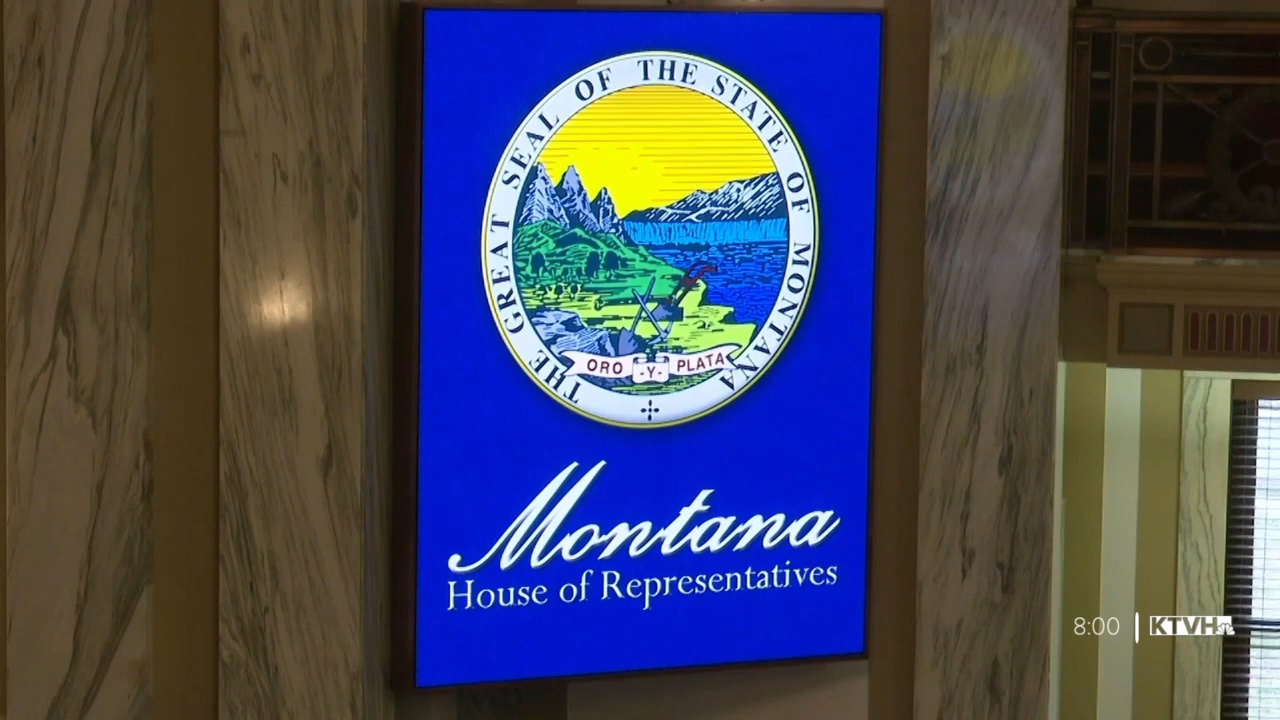 THE GREAT SEAL OF THE STATE OF MONTANA
ORO -Y- PLATA
Montana
House of Representatives
8:00 | KTVH